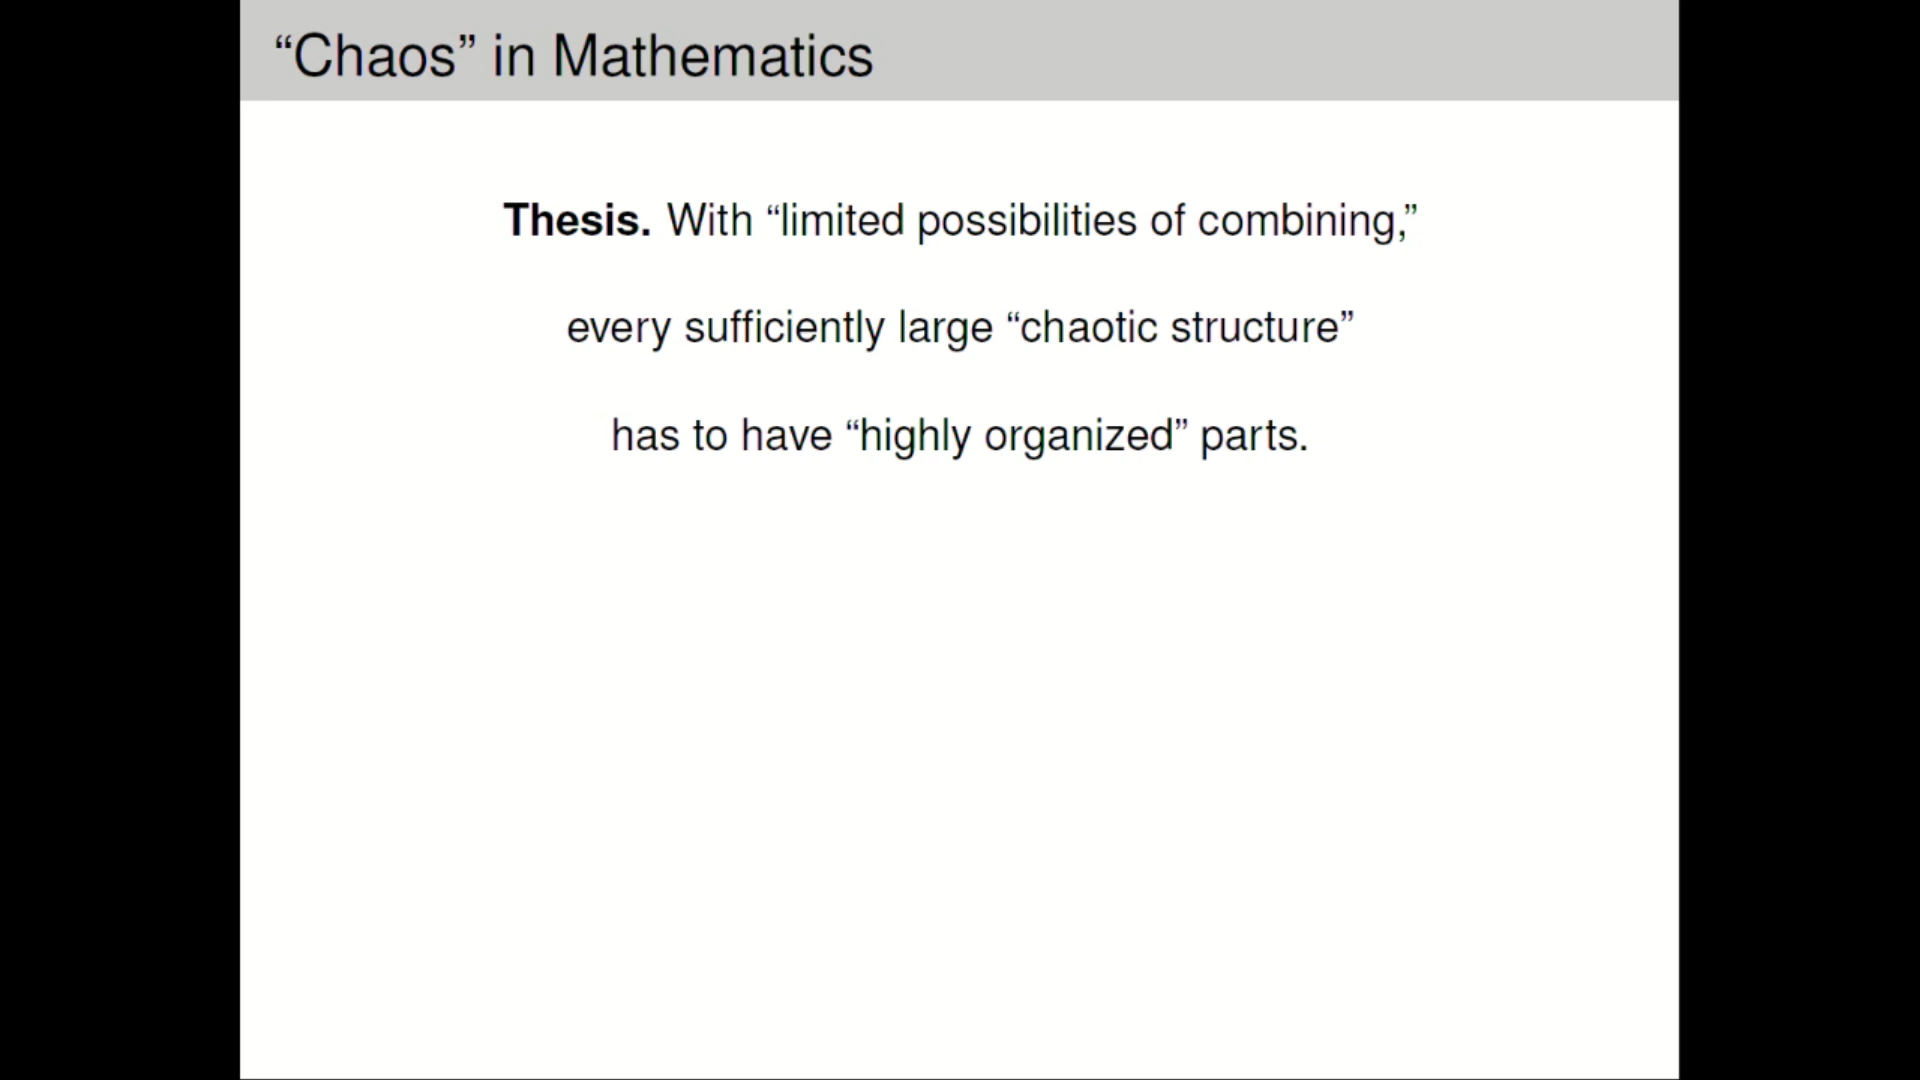 “Chaos” in Mathematics
Thesis. With “limited possibilities of combining,”
every sufficiently large “chaotic structure”
has to have “highly organized” parts.